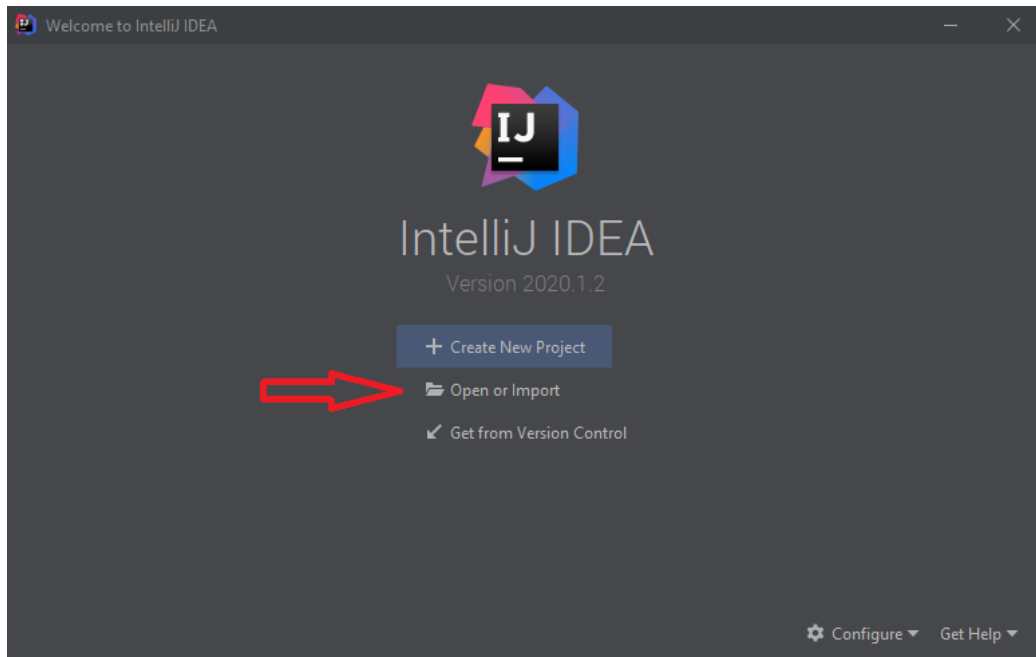 Welcome to IntelliJ IDEA
IJ
IntelliJ IDEA
Version 2020.1.2
Create New Project
Open or Import
Get from Version Control
Configure Get Help